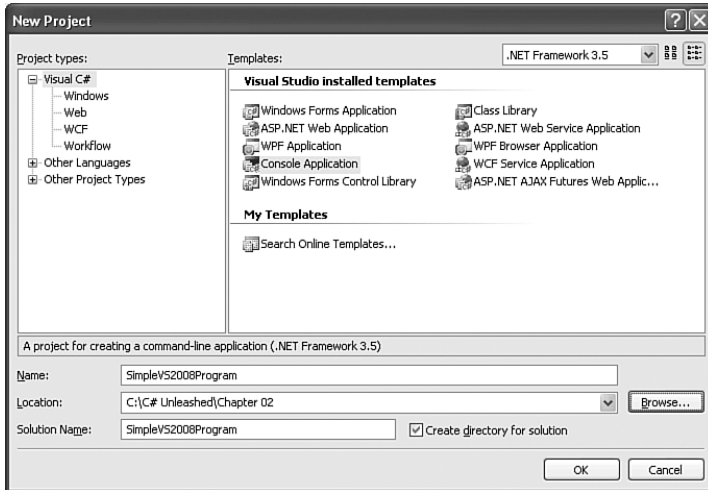 New Project
Project types:
Templates:
.NET Framework 3.5
Visual C#
Windows
Web
WCF
Workflow
Other Languages
Other Project Types
Visual Studio installed templates
Windows Forms Application
Class Library
ASP.NET Web Application
ASP.NET Web Service Application
WPF Application
WPF Browser Application
Console Application
WCF Service Application
Windows Forms Control Library
ASP.NET AJAX Futures Web Applic...
My Templates
Search Online Templates...
A project for creating a command-line application (.NET Framework 3.5)
Name:
SimpleVS2008Program
Location:
C:\C# Unleashed\Chapter 02
Browse...
Solution Name:
SimpleVS2008Program
Create directory for solution
OK
Cancel